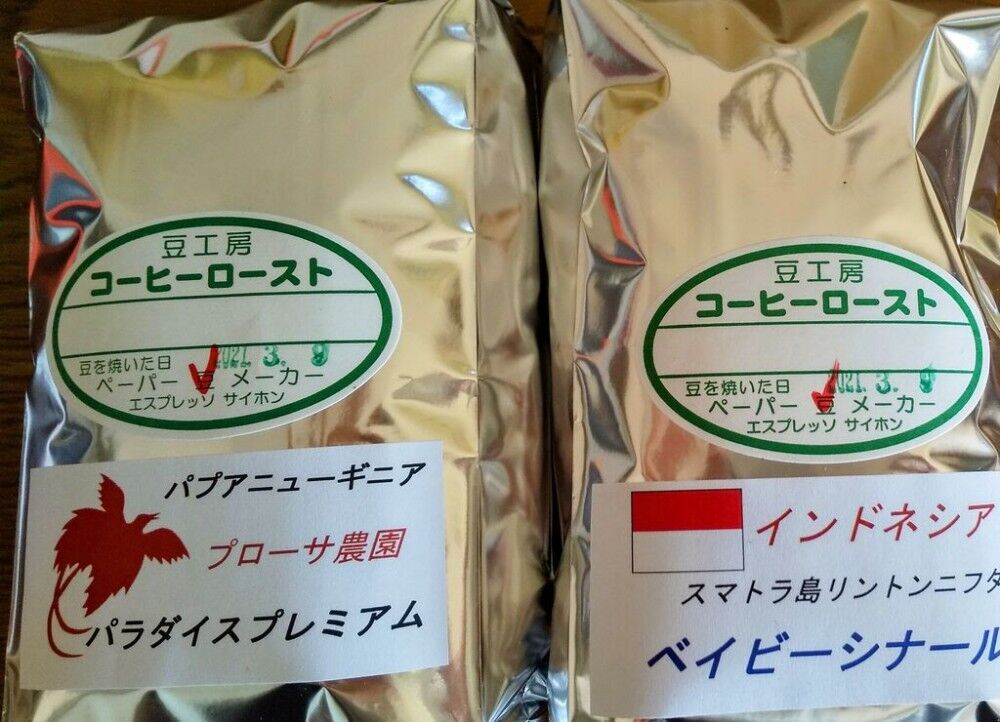 豆工房
コーヒーロースト
豆を焼いた日 2021. 3. 9
ペーパー 豆 メーカー
エスプレッソ サイホン
パプアニューギニア
プローサ農園
パラダイスプレミアム
豆工房
コーヒーロースト
豆を焼いた日 2021. 3. 9
ペーパー 豆 メーカー
エスプレッソ サイホン
インドネシア
スマトラ島リントンニフタ
ベイビーシナール